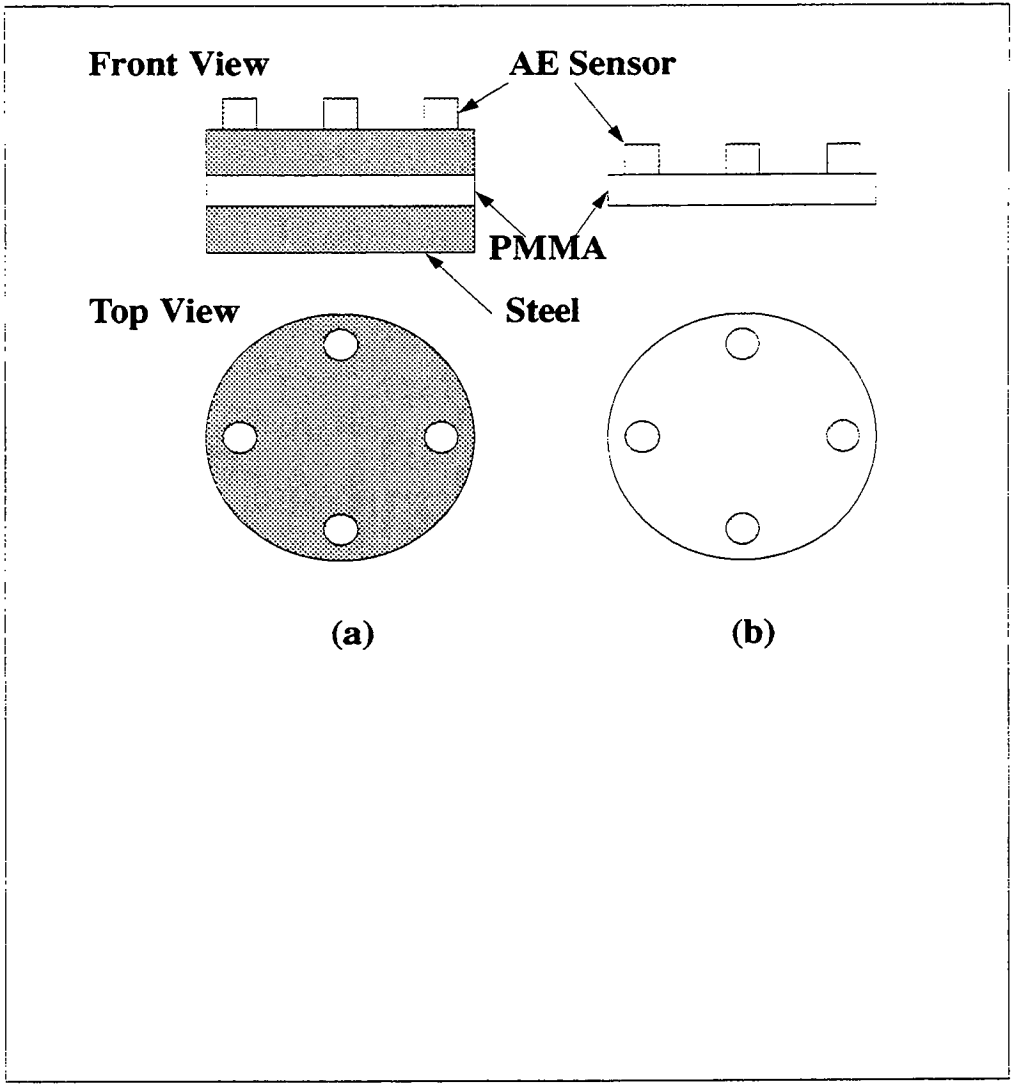 Front View
AE Sensor
PMMA
Top View
Steel
(a)
(b)